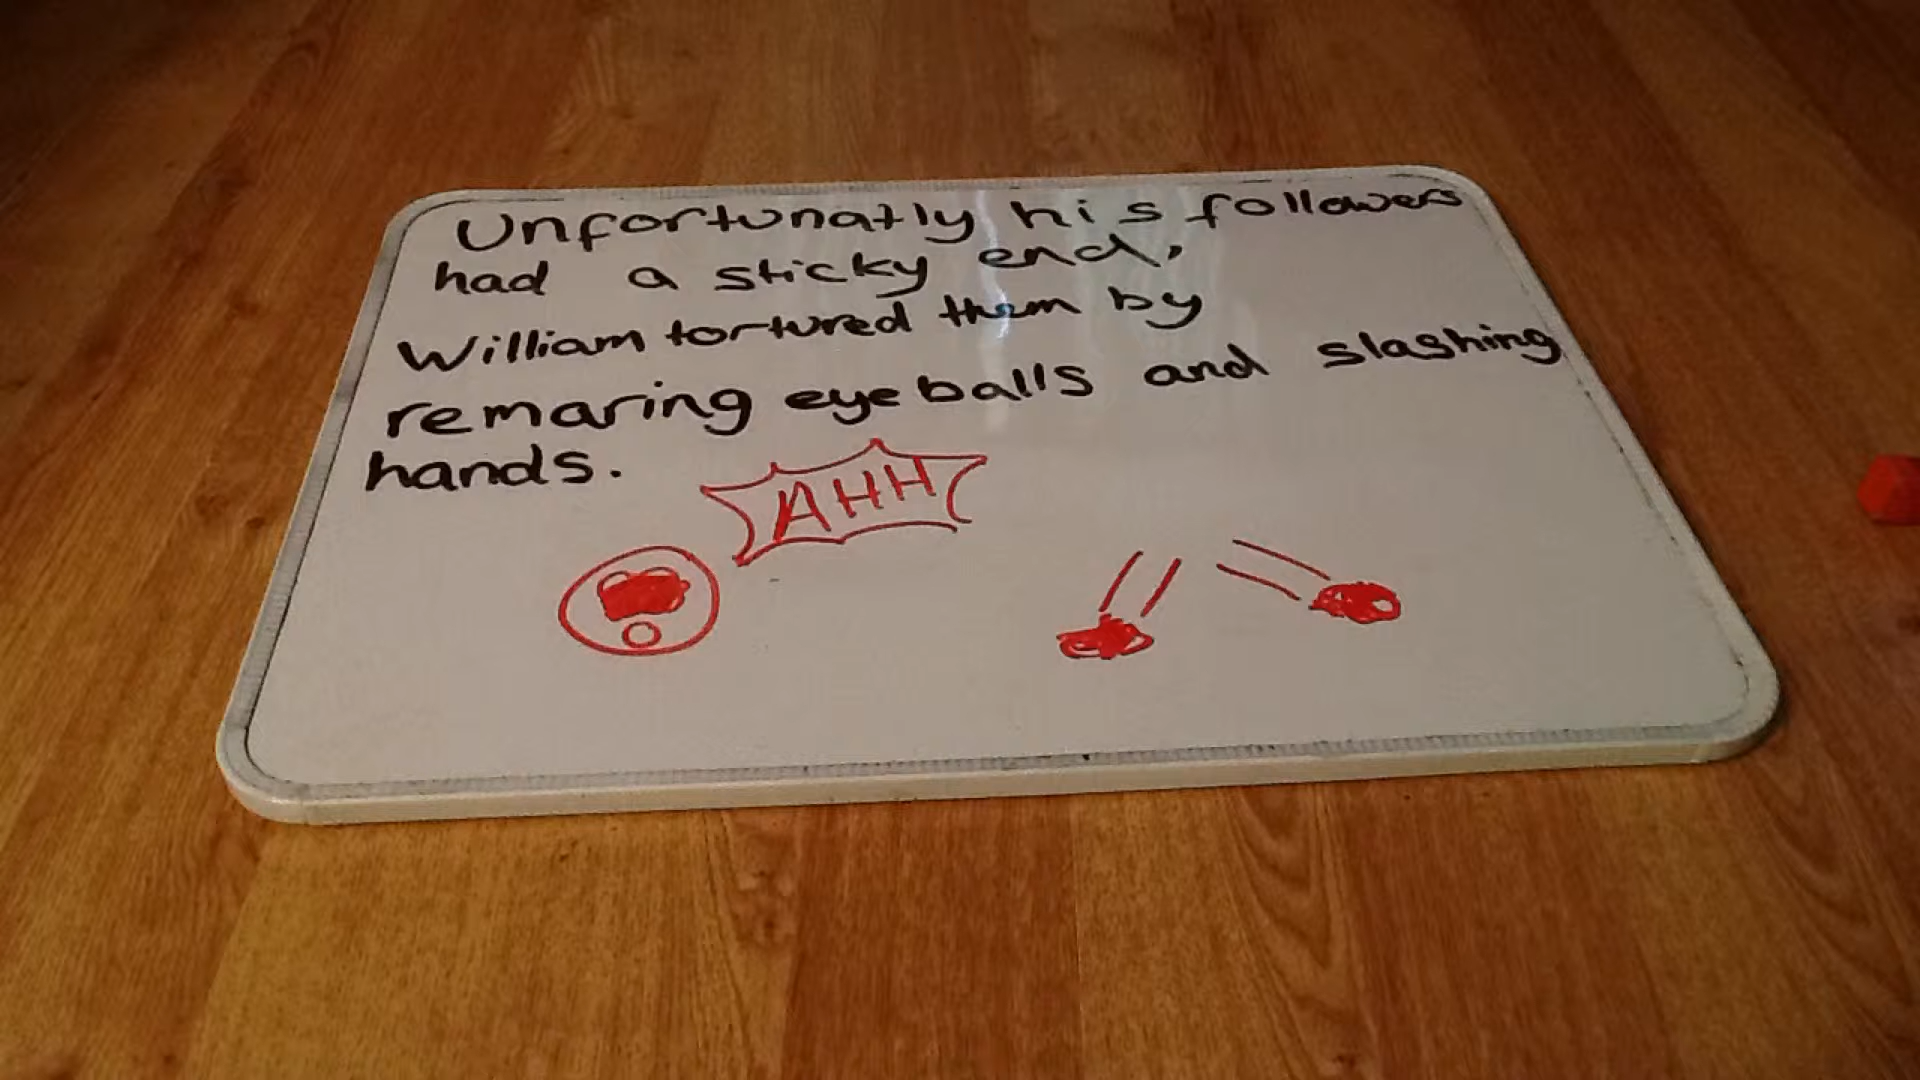 Unfortunatly his followers
had a sticky end,
William tortured them by
remaring eyeballs and slashing
hands.
AHH